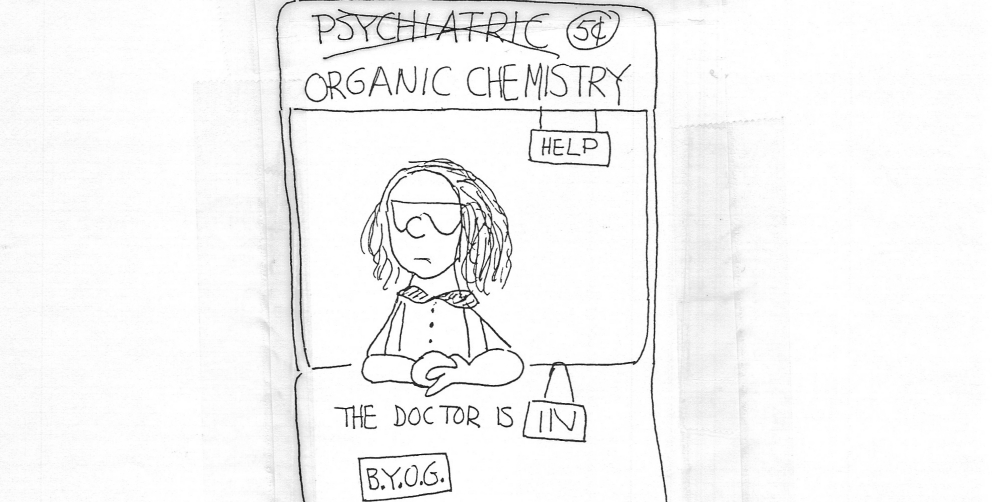 PSYCHIATRIC 5¢
ORGANIC CHEMISTRY
HELP
THE DOCTOR IS IN
B.Y.O.G.